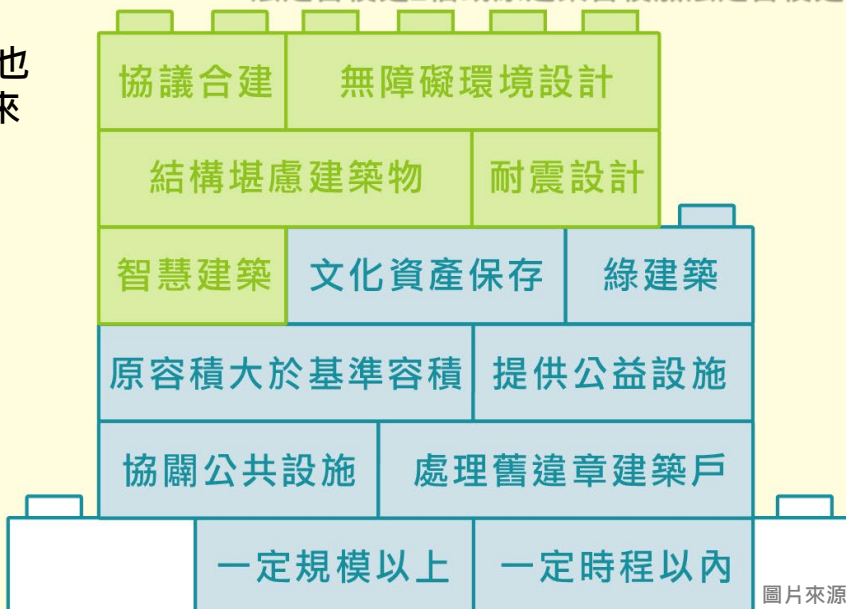 也
來
協議合建 無障礙環境設計
結構堪慮建築物 耐震設計
智慧建築 文化資產保存 綠建築
原容積大於基準容積 提供公益設施
協闢公共設施 處理舊違章建築戶
一定規模以上 一定時程以內
圖片來源